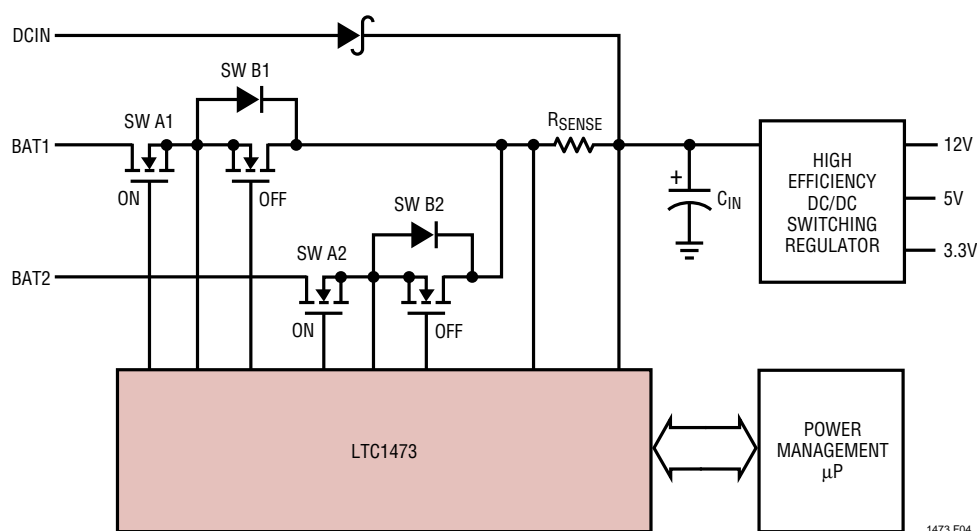 DCIN
SW B1
SW A1
RSENSE
BAT1
ON
OFF
+
CIN
HIGH
EFFICIENCY
DC/DC
SWITCHING
REGULATOR
12V
5V
3.3V
SW B2
SW A2
BAT2
ON
OFF
LTC1473
POWER
MANAGEMENT
µP
1473 F04